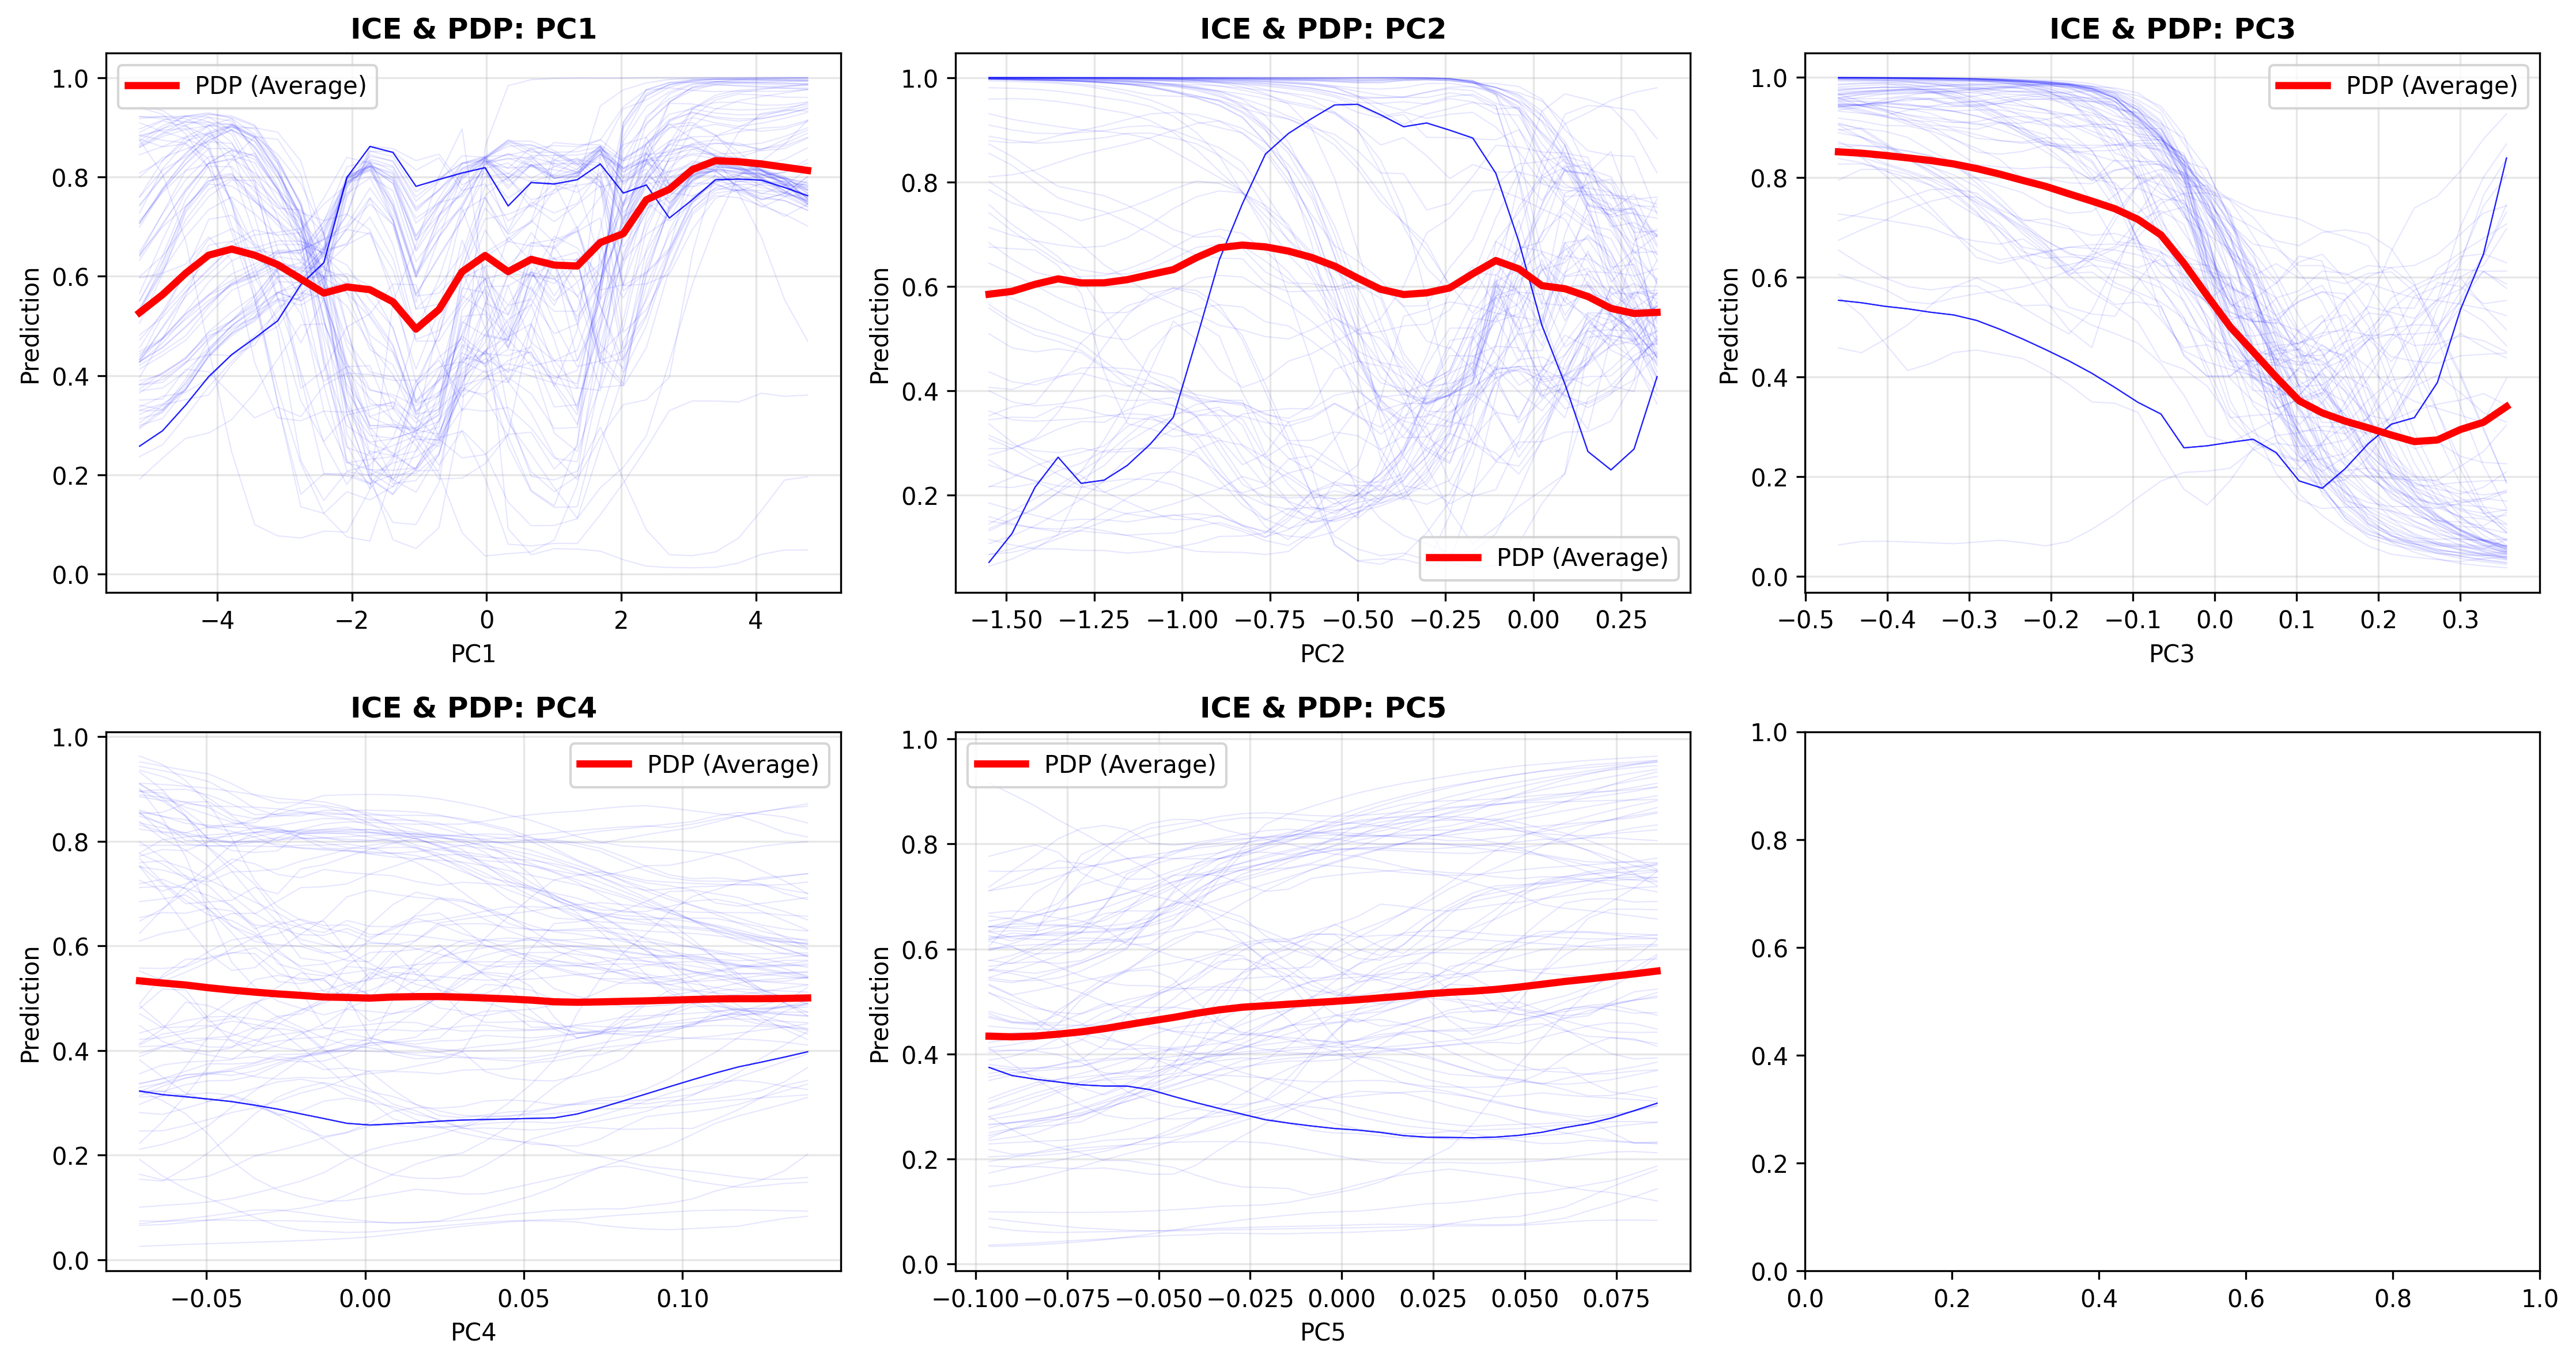 ICE & PDP: PC1
PDP (Average)
1.0
0.8
0.6
0.4
0.2
0.0
Prediction
−4 −2 0 2 4
PC1
ICE & PDP: PC2
1.0
0.8
0.6
0.4
0.2
Prediction
PDP (Average)
−1.50 −1.25 −1.00 −0.75 −0.50 −0.25 0.00 0.25
PC2
ICE & PDP: PC3
PDP (Average)
1.0
0.8
0.6
0.4
0.2
0.0
Prediction
−0.5 −0.4 −0.3 −0.2 −0.1 0.0 0.1 0.2 0.3
PC3
ICE & PDP: PC4
PDP (Average)
1.0
0.8
0.6
0.4
0.2
0.0
Prediction
−0.05 0.00 0.05 0.10
PC4
ICE & PDP: PC5
PDP (Average)
1.0
0.8
0.6
0.4
0.2
0.0
Prediction
−0.100 −0.075 −0.050 −0.025 0.000 0.025 0.050 0.075
PC5
1.0
0.8
0.6
0.4
0.2
0.0
0.0 0.2 0.4 0.6 0.8 1.0